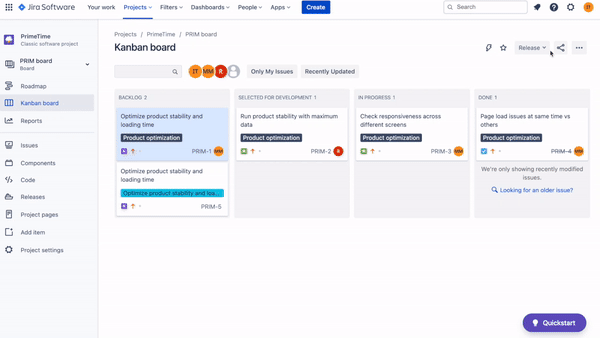 Jira Software
Your work
Projects
Filters
Dashboards
People
Apps
Create
Search
JT
PrimeTime
Classic software project
PRIM board
Board
Roadmap
Kanban board
Reports
Issues
Components
Code
Releases
Project pages
Add item
Project settings
Projects / PrimeTime / PRIM board
Kanban board
Release
JT MM R
Only My Issues
Recently Updated
BACKLOG 2
Optimize product stability and
loading time
Product optimization
PRIM-1 MM
Optimize product stability and
loading time
Optimize product stability and loa...
PRIM-5
SELECTED FOR DEVELOPMENT 1
Run product stability with maximum
data
Product optimization
PRIM-2 R
IN PROGRESS 1
Check responsiveness across
different screens
Product optimization
PRIM-3 MM
DONE 1
Page load issues at same time vs
others
Product optimization
PRIM-4 MM
We're only showing recently modified
issues.
Looking for an older issue?
Quickstart